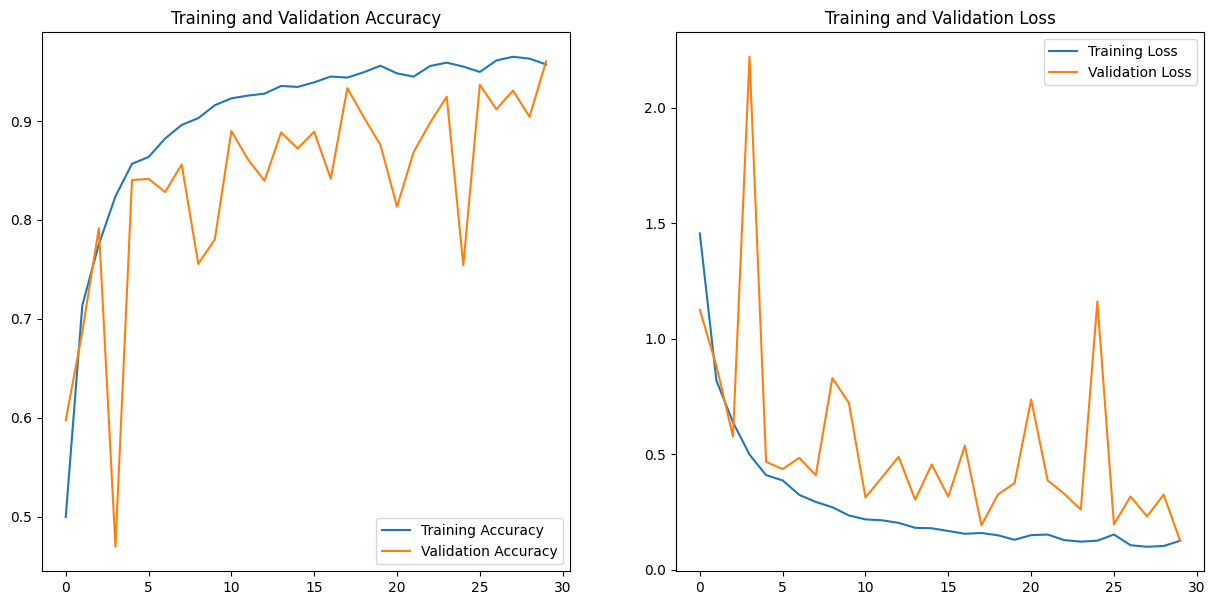 Training and Validation Accuracy
0.9
0.8
0.7
0.6
0.5
0 5 10 15 20 25 30
Training Accuracy
Validation Accuracy
Training and Validation Loss
2.0
1.5
1.0
0.5
0.0
0 5 10 15 20 25 30
Training Loss
Validation Loss